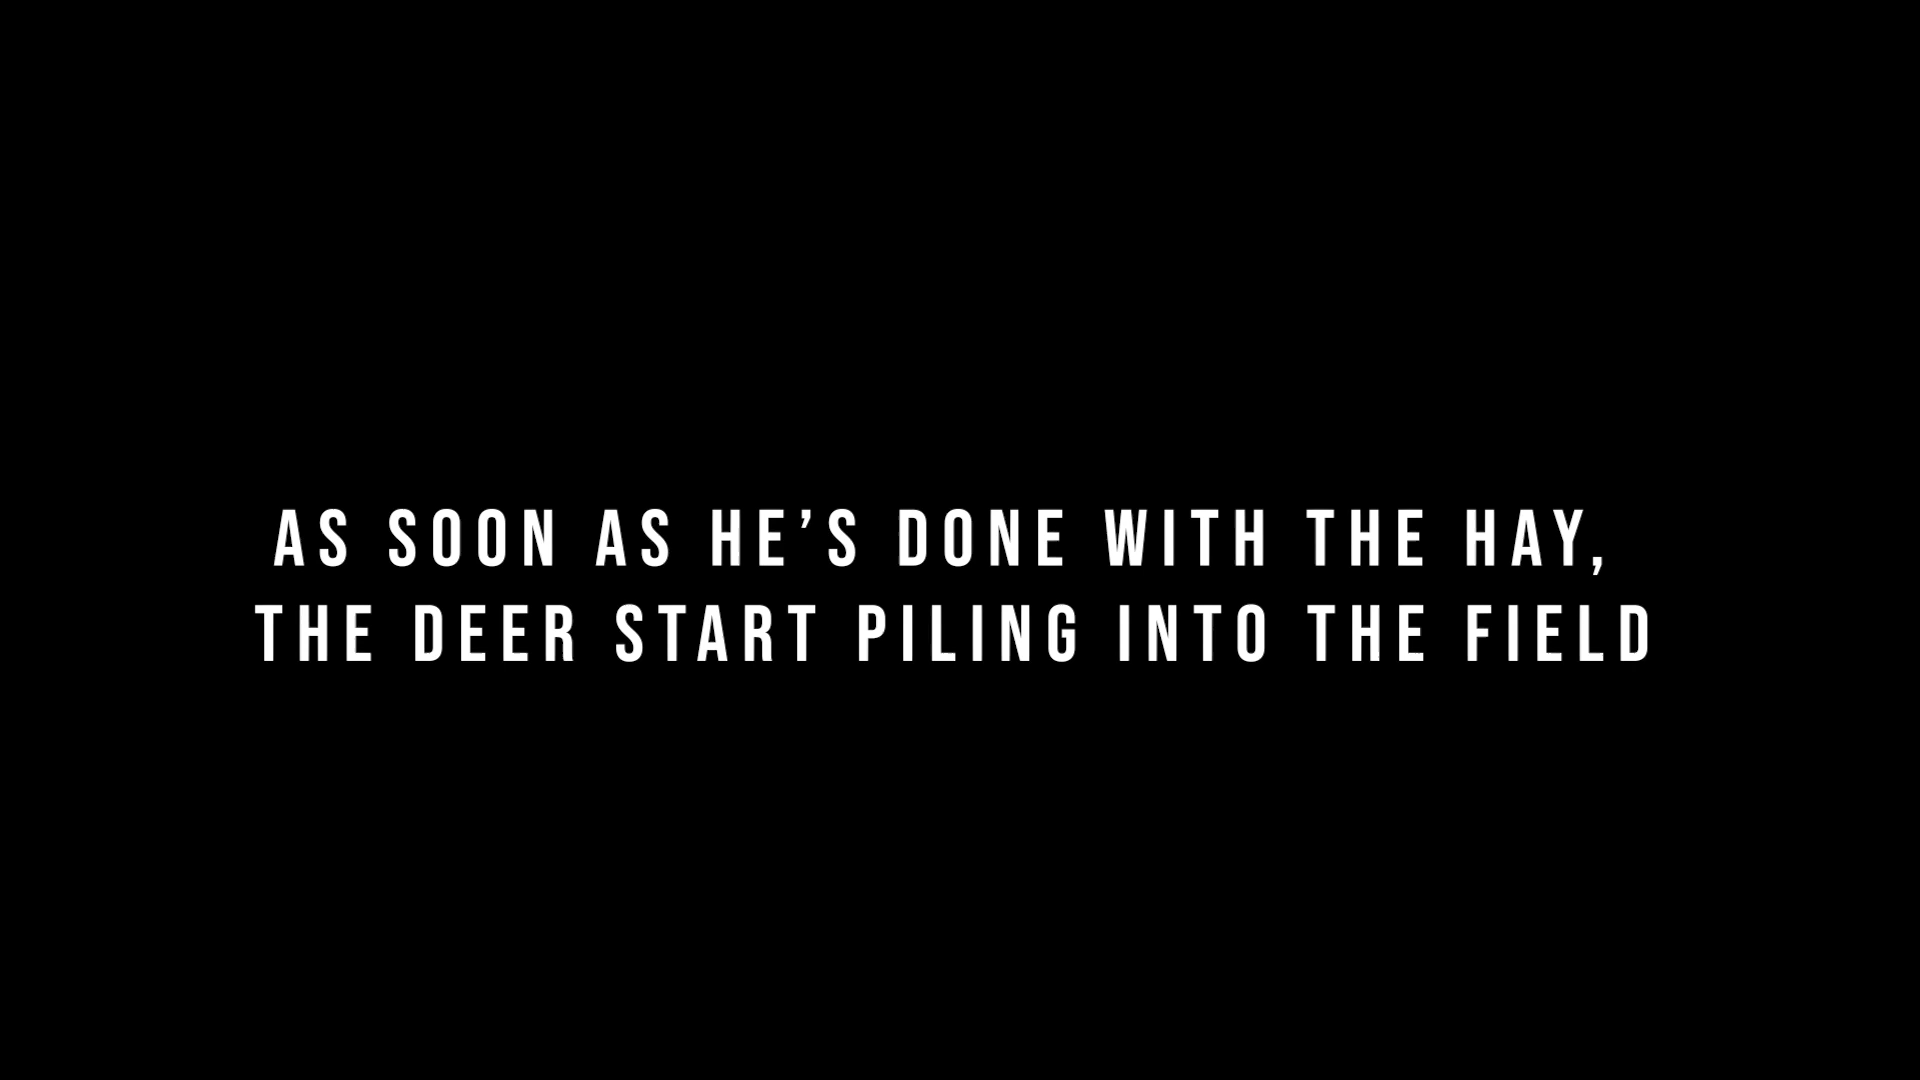 AS SOON AS HE’S DONE WITH THE HAY,
THE DEER START PILING INTO THE FIELD